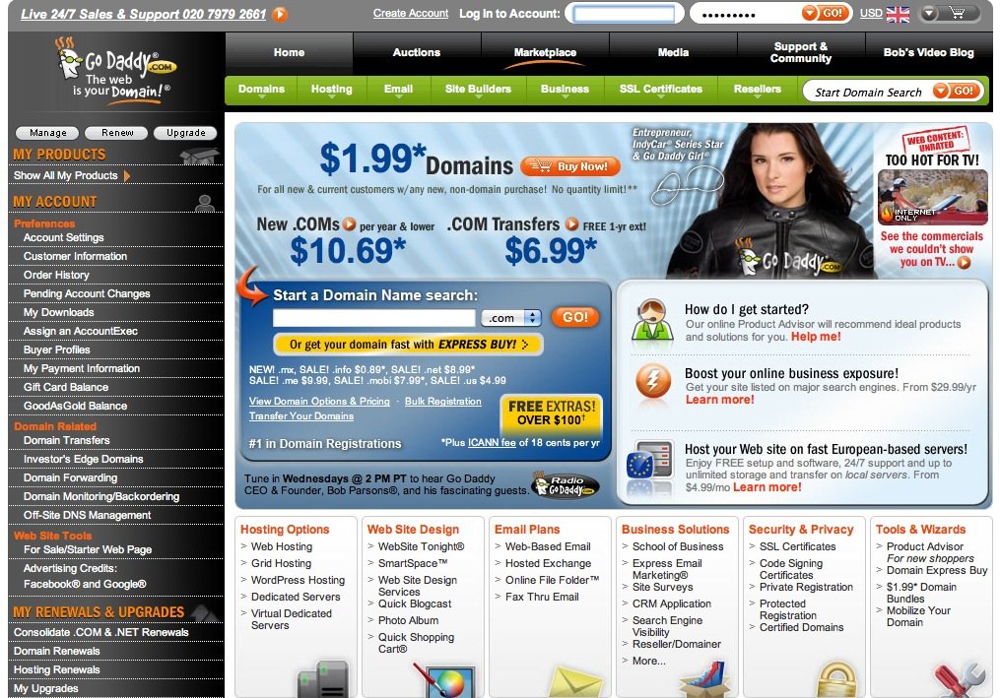 Live 24/7 Sales & Support 020 7979 2661
Create Account Log in to Account: •••••••• GO! USD
Go Daddy.COM
The web
is your Domain!®
Home Auctions Marketplace Media Support & Community Bob's Video Blog
Domains Hosting Email Site Builders Business SSL Certificates Resellers Start Domain Search GO!
Manage Renew Upgrade
MY PRODUCTS
Show All My Products
MY ACCOUNT
Preferences
Account Settings
Customer Information
Order History
Pending Account Changes
My Downloads
Assign an AccountExec
Buyer Profiles
My Payment Information
Gift Card Balance
GoodAsGold Balance
Domain Related
Domain Transfers
Investor's Edge Domains
Domain Forwarding
Domain Monitoring/Backordering
Off-Site DNS Management
Web Site Tools
For Sale/Starter Web Page
Advertising Credits:
Facebook® and Google®
MY RENEWALS & UPGRADES
Consolidate .COM & .NET Renewals
Domain Renewals
Hosting Renewals
My Upgrades
$1.99* Domains Buy Now!
For all new & current customers w/any new, non-domain purchase! No quantity limit!**
New .COMs per year & lower
$10.69*
.COM Transfers FREE 1-yr ext!
$6.99*
Entrepreneur,
IndyCar® Series Star
& Go Daddy Girl®
Go Daddy.COM
WEB CONTENT:
UNRATED
TOO HOT FOR TV!
INTERNET
ONLY
See the commercials
we couldn't show
you on TV...
Start a Domain Name search:
.com GO!
Or get your domain fast with EXPRESS BUY! >
NEW! .mx, SALE! .info $0.89*, SALE! .net $8.99*
SALE! .me $9.99, SALE! .mobi $7.99*, SALE! .us $4.99
View Domain Options & Pricing · Bulk Registration
Transfer Your Domains
FREE EXTRAS!
OVER $100†
#1 in Domain Registrations
*Plus ICANN fee of 18 cents per yr
Tune in Wednesdays @ 2 PM PT to hear Go Daddy
CEO & Founder, Bob Parsons®, and his fascinating guests.
Radio
GoDaddy.COM
How do I get started?
Our online Product Advisor will recommend ideal products
and solutions for you. Help me!
Boost your online business exposure!
Get your site listed on major search engines. From $29.99/yr
Learn more!
Host your Web site on fast European-based servers!
Enjoy FREE setup and software, 24/7 support and up to
unlimited storage and transfer on local servers. From
$4.99/mo Learn more!
Hosting Options
> Web Hosting
> Grid Hosting
> WordPress Hosting
> Dedicated Servers
> Virtual Dedicated
Servers
Web Site Design
> WebSite Tonight®
> SmartSpace™
> Web Site Design
Services
> Quick Blogcast
> Photo Album
> Quick Shopping
Cart®
Email Plans
> Web-Based Email
> Hosted Exchange
> Online File Folder™
> Fax Thru Email
Business Solutions
> School of Business
> Express Email
Marketing®
> Site Surveys
> CRM Application
> Search Engine
Visibility
> Reseller/Domainer
> More...
Security & Privacy
> SSL Certificates
> Code Signing
Certificates
> Private Registration
> Protected
Registration
> Certified Domains
Tools & Wizards
> Product Advisor
For new shoppers
> Domain Express Buy
> $1.99* Domain
Bundles
> Mobilize Your
Domain